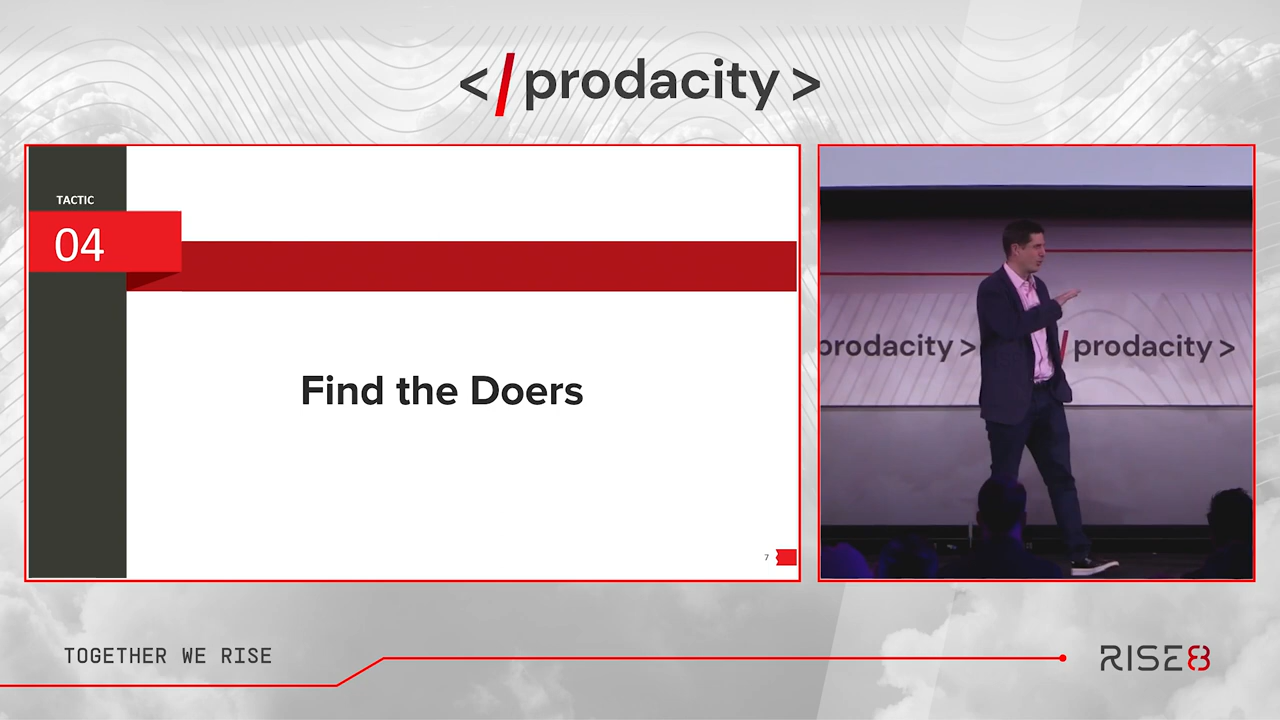 </prodacity>
TACTIC
04
Find the Doers
7
prodacity >
/prodacity >
TOGETHER WE RISE
RISE8